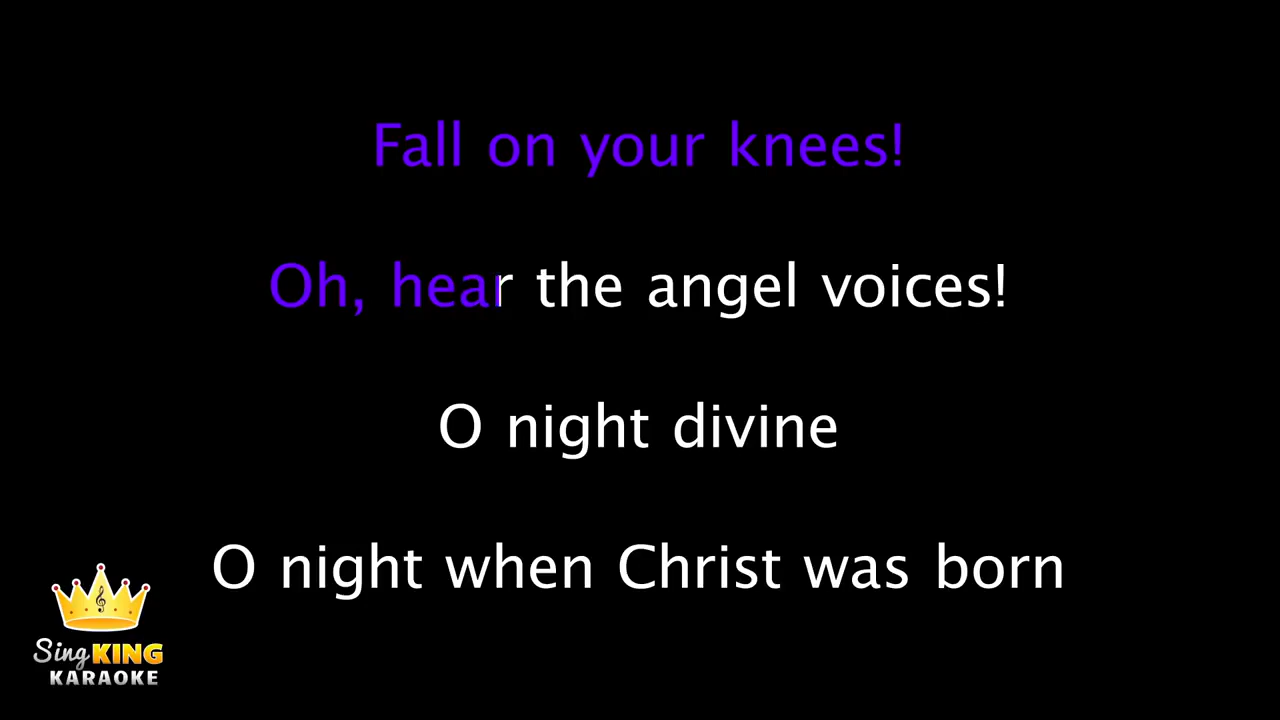 Fall on your knees!
Oh, hear the angel voices!
O night divine
O night when Christ was born
Sing KING
KARAOKE